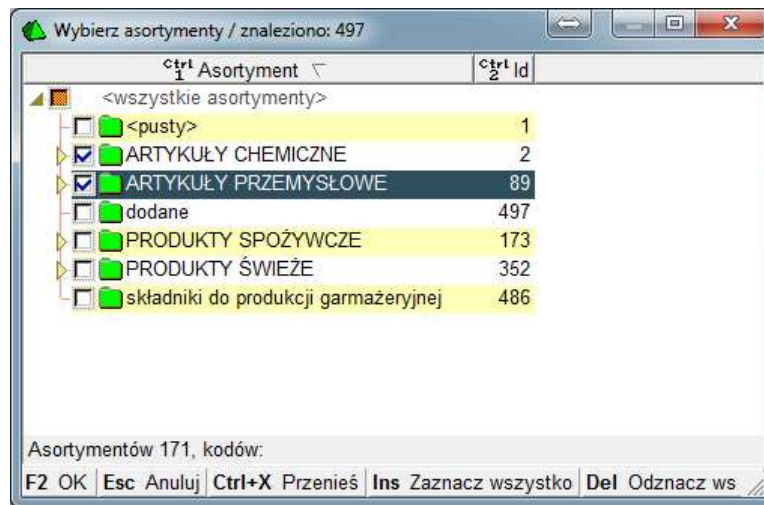 Wybierz asortymenty / znaleziono: 497
Ctrl 1 Asortyment Ctrl 2 Id
<wszystkie asortymenty>
<pusty> 1
ARTYKUŁY CHEMICZNE 2
ARTYKUŁY PRZEMYSŁOWE 89
dodane 497
PRODUKTY SPOŻYWCZE 173
PRODUKTY ŚWIEŻE 352
składniki do produkcji garmażeryjnej 486
Asortymentów 171, kodów:
F2 OK Esc Anuluj Ctrl+X Przenieś Ins Zaznacz wszystko Del Odznacz ws